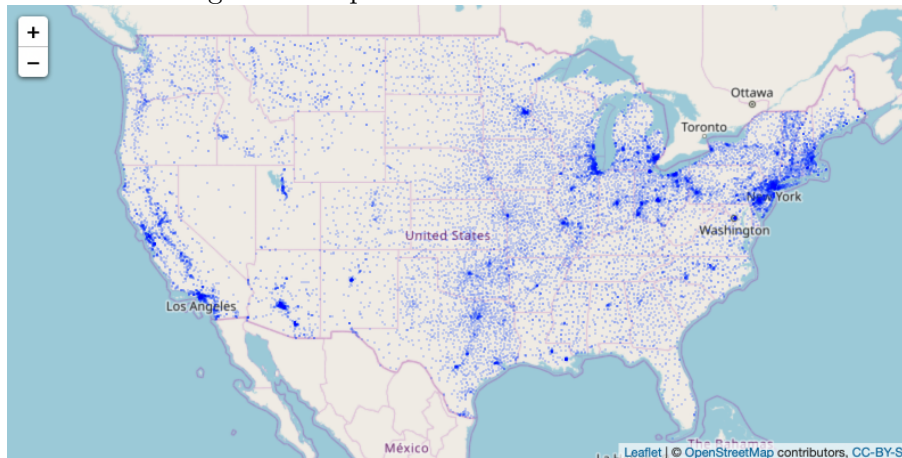 +
−
Ottawa
Toronto
New York
Washington
United States
Los Angeles
México
The Bahamas
Leaflet | © OpenStreetMap contributors, CC-BY-S